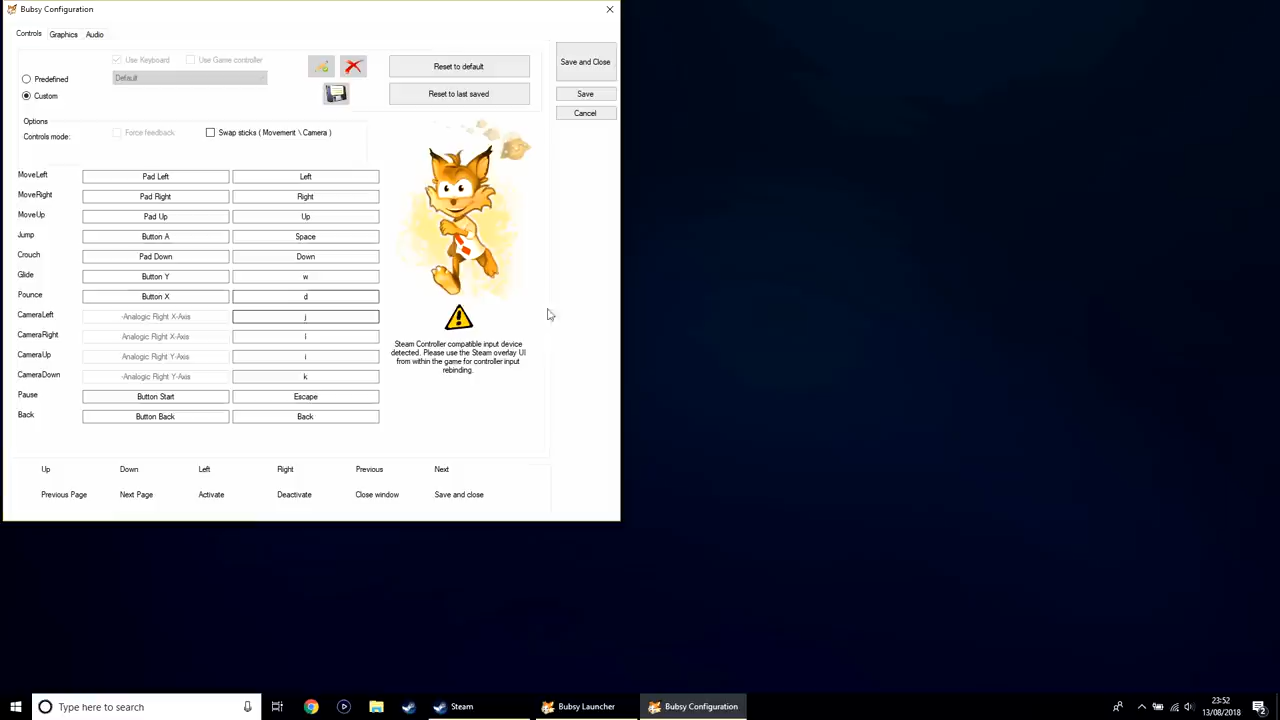 Bubsy Configuration
Controls Graphics Audio
Use Keyboard Use Game controller
Predefined
Custom
Default
Reset to default
Reset to last saved
Save and Close
Save
Cancel
Options
Controls mode:
Force feedback
Swap sticks ( Movement \ Camera )
MoveLeft Pad Left Left
MoveRight Pad Right Right
MoveUp Pad Up Up
Jump Button A Space
Crouch Pad Down Down
Glide Button Y w
Pounce Button X d
CameraLeft -Analogic Right X-Axis j
CameraRight Analogic Right X-Axis l
CameraUp Analogic Right Y-Axis i
CameraDown -Analogic Right Y-Axis k
Pause Button Start Escape
Back Button Back Back
Steam Controller compatible input device
detected. Please use the Steam overlay UI
from within the game for controller input
rebinding.
Up Down Left Right Previous Next
Previous Page Next Page Activate Deactivate Close window Save and close
Type here to search
Steam
Bubsy Launcher
Bubsy Configuration
23:52
13/08/2018
2